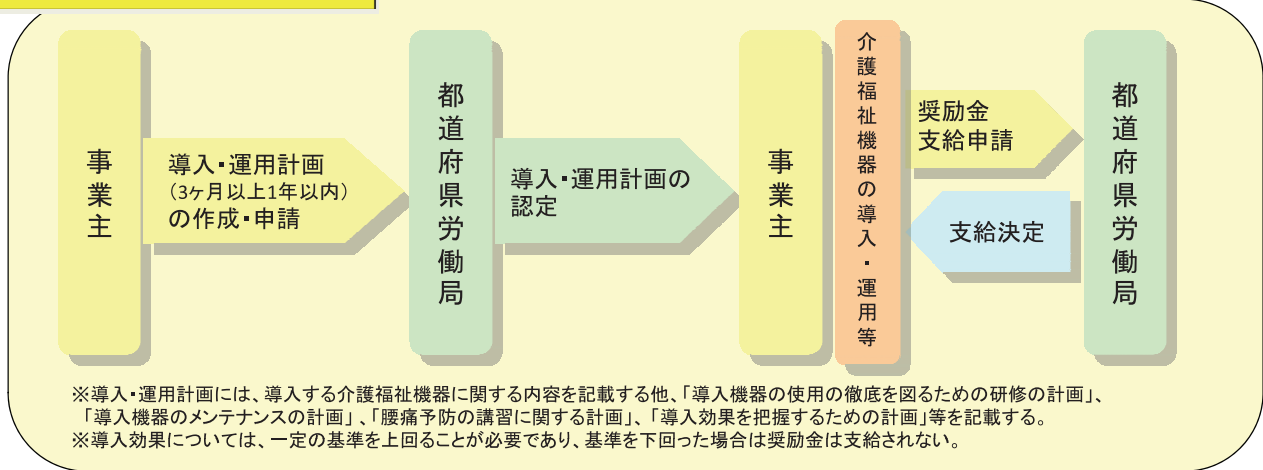 事業主
導入・運用計画
(3ヶ月以上1年以内)
の作成・申請
都道府県労働局
導入・運用計画の
認定
事業主
介護福祉機器の導入・運用等
奨励金
支給申請
支給決定
都道府県労働局
※導入・運用計画には、導入する介護福祉機器に関する内容を記載する他、「導入機器の使用の徹底を図るための研修の計画」、
「導入機器のメンテナンスの計画」、「腰痛予防の講習に関する計画」、「導入効果を把握するための計画」等を記載する。
※導入効果については、一定の基準を上回ることが必要であり、基準を下回った場合は奨励金は支給されない。